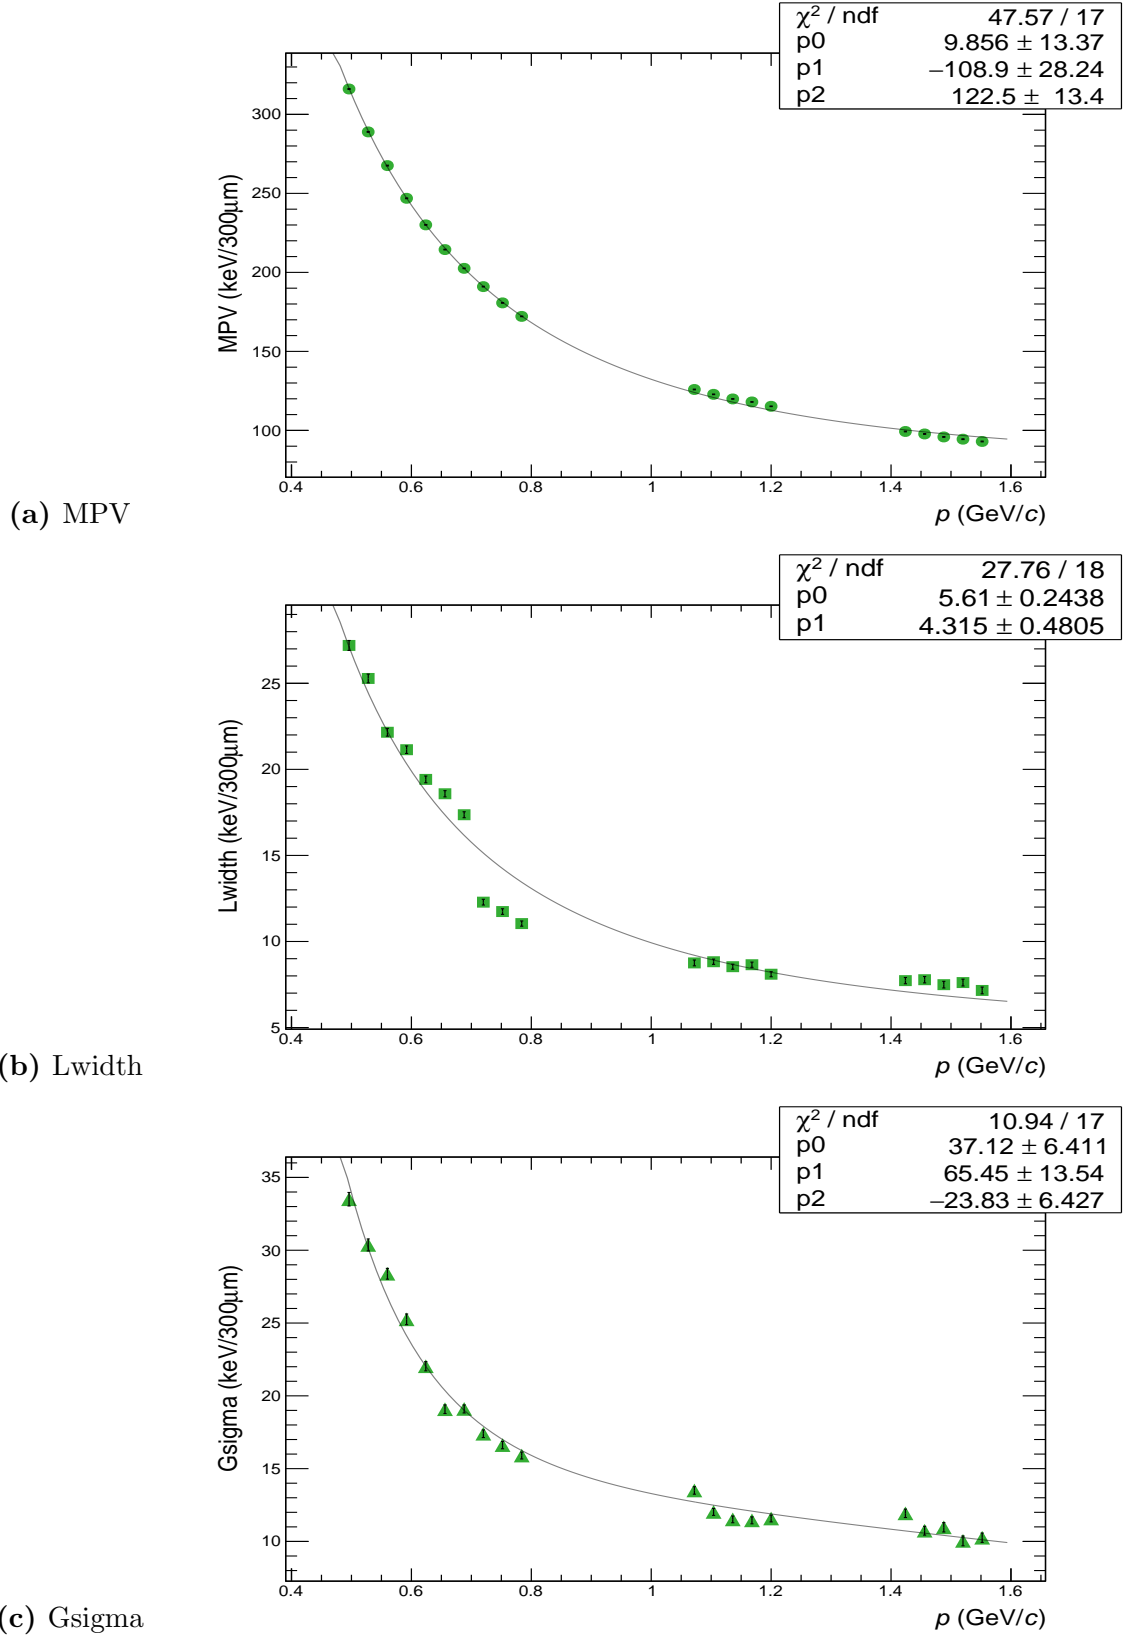 χ² / ndf 47.57 / 17
p0 9.856 ± 13.37
p1 −108.9 ± 28.24
p2 122.5 ± 13.4
MPV (keV/300μm)
300
250
200
150
100
0.4 0.6 0.8 1 1.2 1.4 1.6
p (GeV/c)
(a) MPV
χ² / ndf 27.76 / 18
p0 5.61 ± 0.2438
p1 4.315 ± 0.4805
Lwidth (keV/300μm)
25
20
15
10
5
0.4 0.6 0.8 1 1.2 1.4 1.6
p (GeV/c)
(b) Lwidth
χ² / ndf 10.94 / 17
p0 37.12 ± 6.411
p1 65.45 ± 13.54
p2 −23.83 ± 6.427
Gsigma (keV/300μm)
35
30
25
20
15
10
0.4 0.6 0.8 1 1.2 1.4 1.6
p (GeV/c)
(c) Gsigma